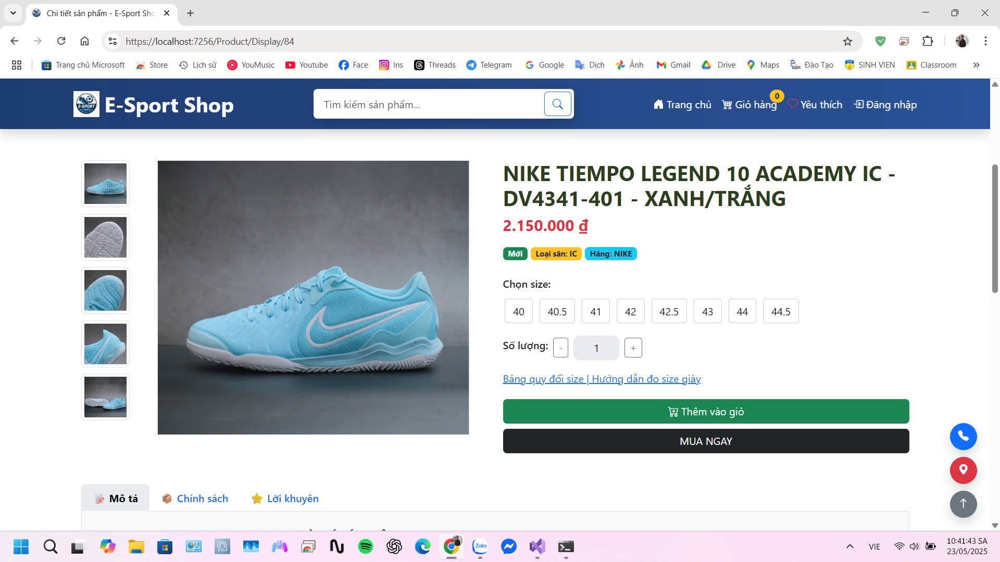 Chi tiết sản phẩm - E-Sport Sho
https://localhost:7256/Product/Display/84
Trang chủ Microsoft Store Lịch sử YouMusic Youtube Face Ins Threads Telegram Google Dịch Ảnh Gmail Drive Maps Đào Tạo SINH VIEN Classroom
E-SPORT
E-Sport Shop
Tìm kiếm sản phẩm...
Trang chủ Giỏ hàng 0 Yêu thích Đăng nhập
NIKE TIEMPO LEGEND 10 ACADEMY IC -
DV4341-401 - XANH/TRẮNG
2.150.000 ₫
Mới Loại sân: IC Hãng: NIKE
Chọn size:
40 40.5 41 42 42.5 43 44 44.5
Số lượng: - 1 +
Bảng quy đổi size | Hướng dẫn đo size giày
Thêm vào giỏ
MUA NGAY
Mô tả Chính sách Lời khuyên
Zalo
VIE
10:41:43 SA
23/05/2025